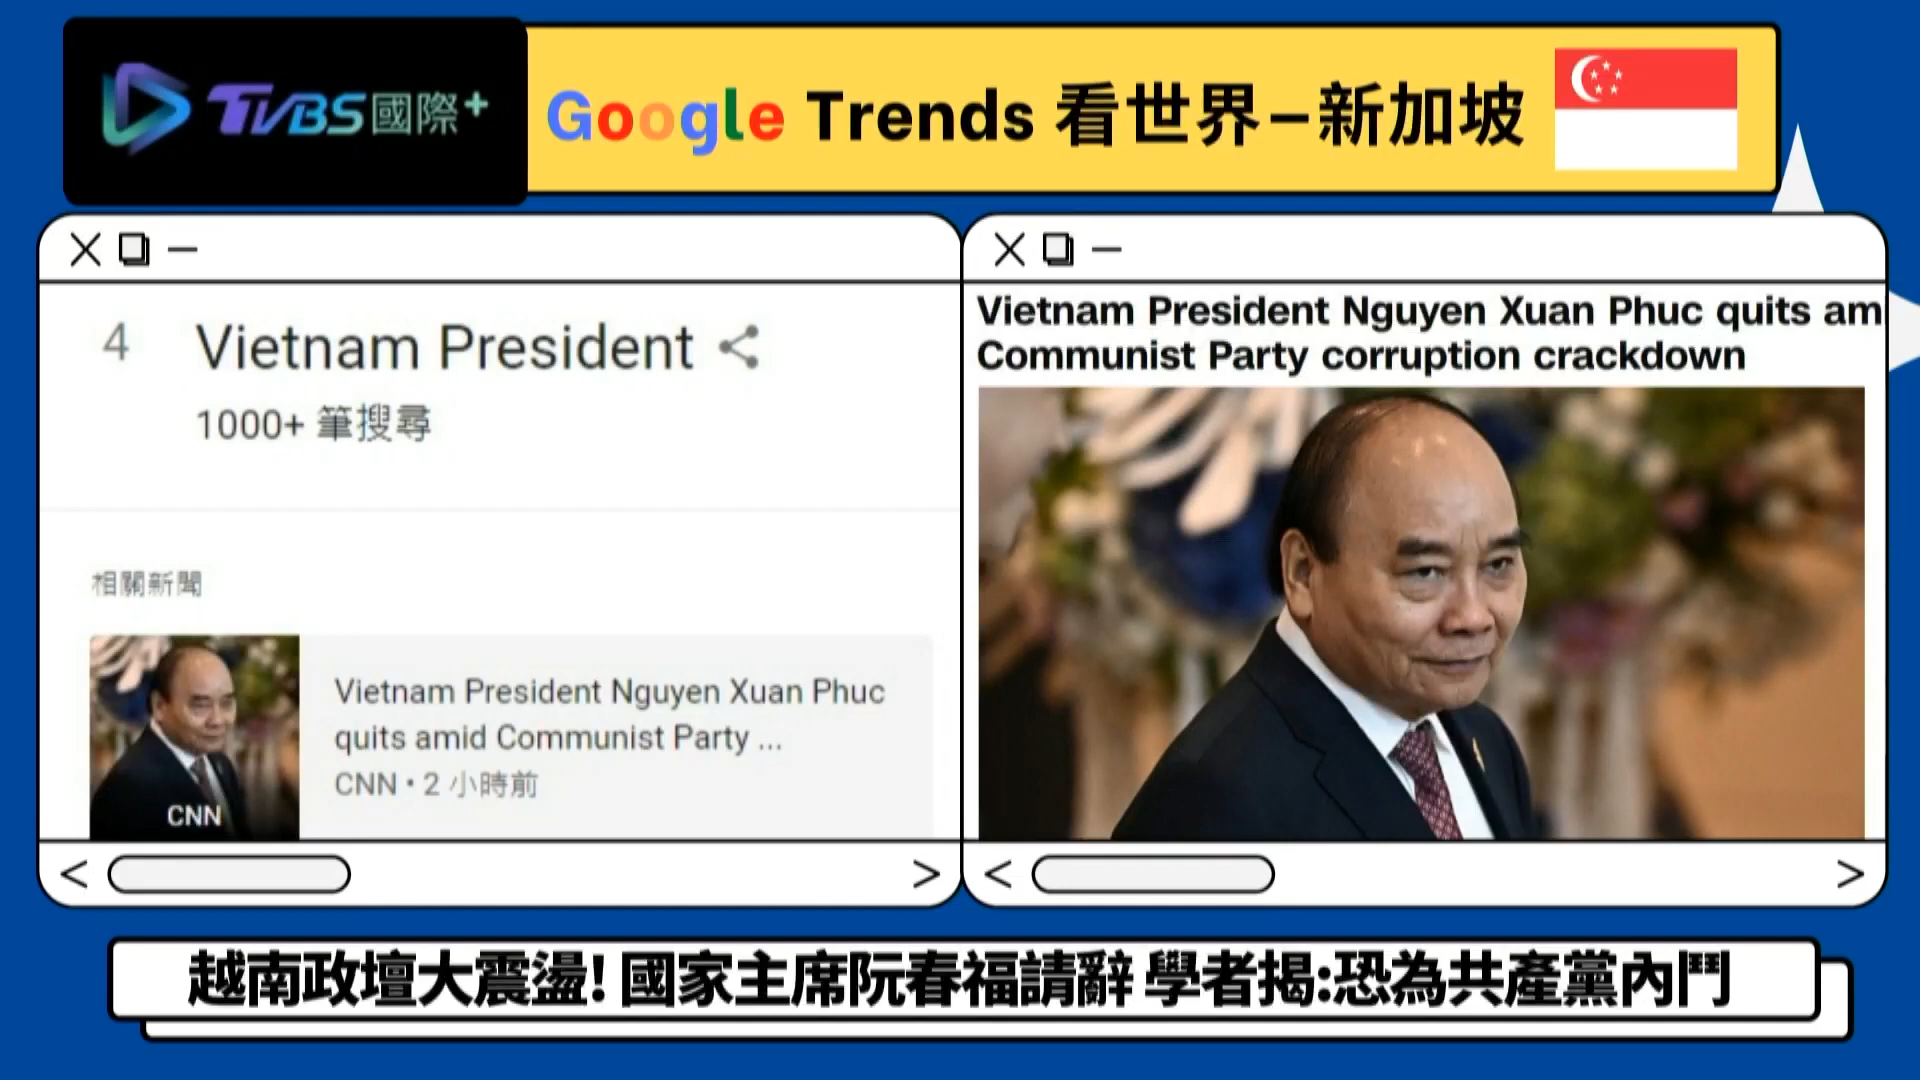 TVBS國際+
Google Trends 看世界–新加坡
4
Vietnam President
1000+ 筆搜尋
相關新聞
CNN
Vietnam President Nguyen Xuan Phuc
quits amid Communist Party ...
CNN • 2 小時前
Vietnam President Nguyen Xuan Phuc quits am
Communist Party corruption crackdown
越南政壇大震盪! 國家主席阮春福請辭 學者揭:恐為共產黨內鬥